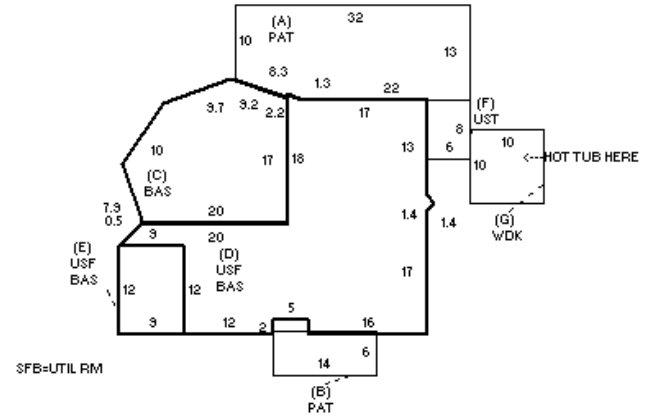 (A)
PAT
32
10
13
8.3
1.3
22
9.7
9.2
2.2
17
(F)
UST
8
6
10
10
HOT TUB HERE
13
10
17
18
(C)
BAS
7.9
0.5
20
1.4
1.4
(G)
WDK
9
20
(E)
USF
BAS
(D)
USF
BAS
12
12
17
9
12
2
5
16
6
14
SFB=UTIL RM
(B)
PAT